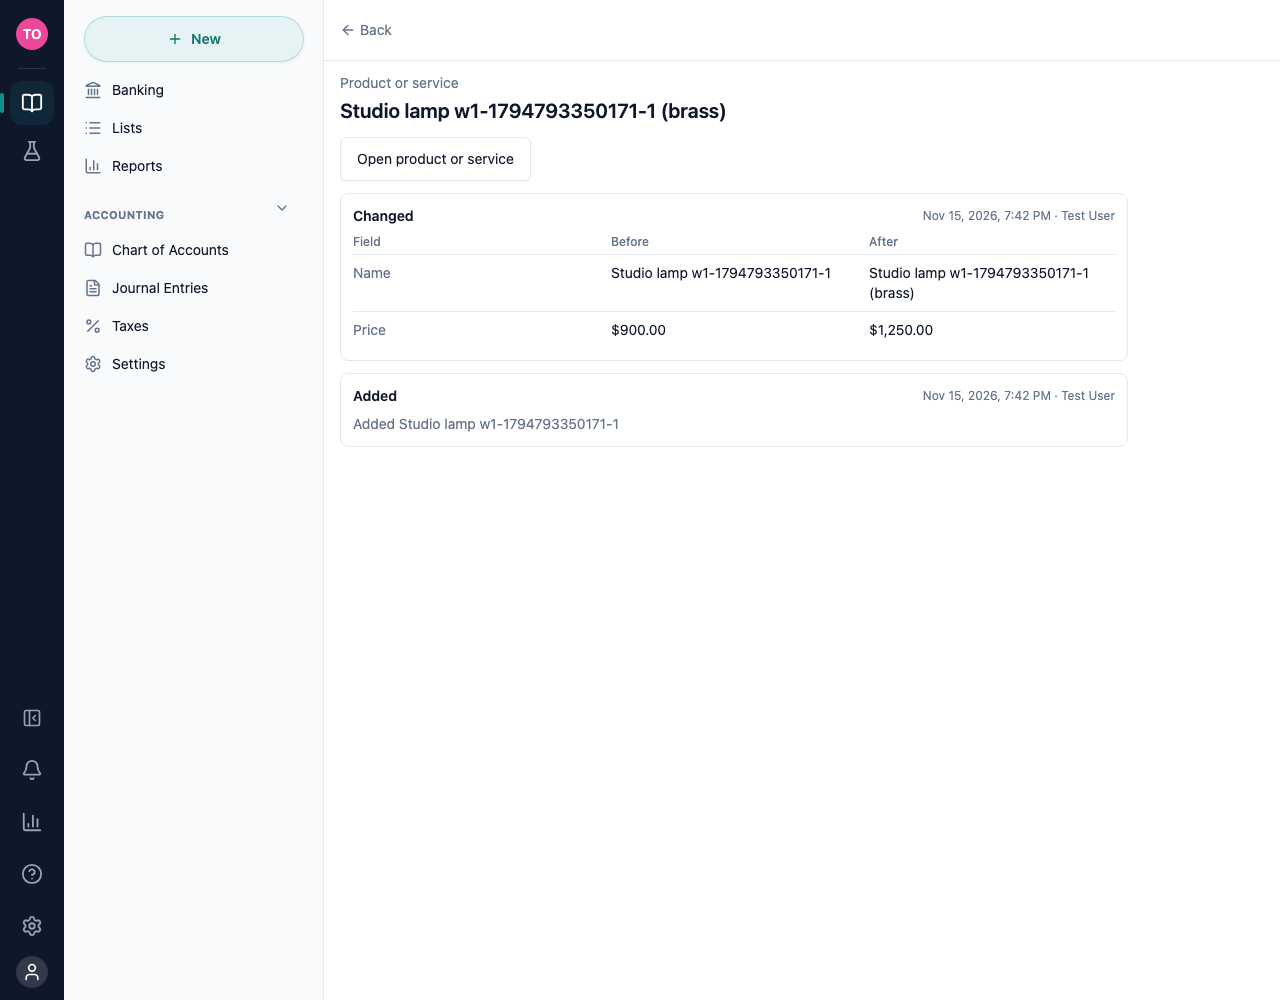 TO
New
Banking
Lists
Reports
ACCOUNTING
Chart of Accounts
Journal Entries
Taxes
Settings
Back
Product or service
Studio lamp w1-1794793350171-1 (brass)
Open product or service
Changed
Nov 15, 2026, 7:42 PM · Test User
Field Before After
Name Studio lamp w1-1794793350171-1 Studio lamp w1-1794793350171-1
(brass)
Price $900.00 $1,250.00
Added
Nov 15, 2026, 7:42 PM · Test User
Added Studio lamp w1-1794793350171-1